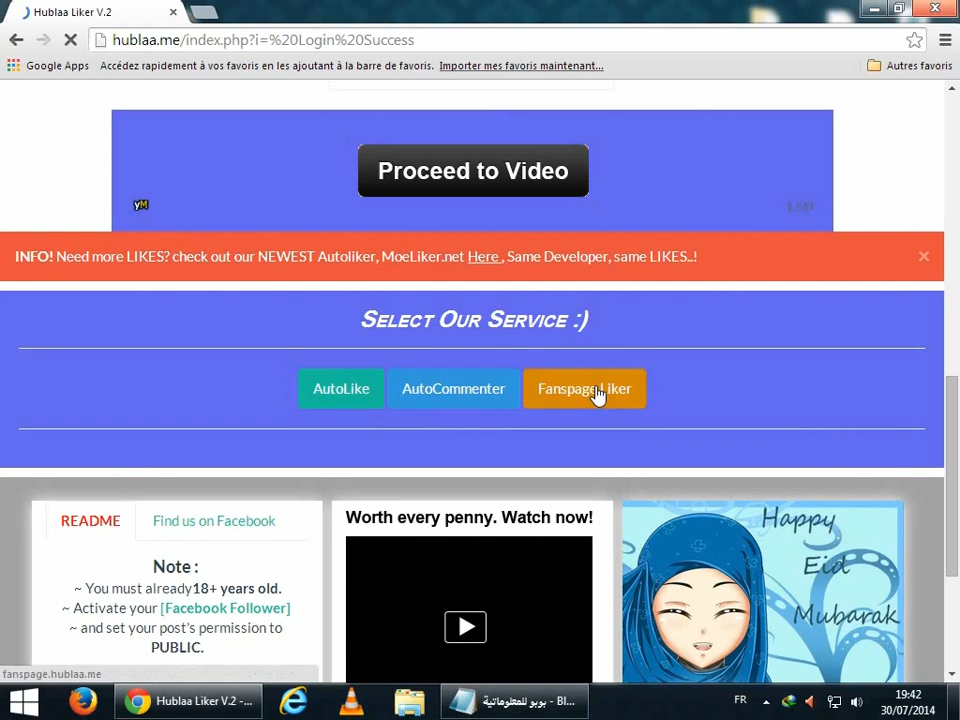 Hublaa Liker V.2
hublaa.me/index.php?i=%20Login%20Success
Google Apps Accédez rapidement à vos favoris en les ajoutant à la barre de favoris. Importer mes favoris maintenant... Autres favoris
Proceed to Video
yM
INFO! Need more LIKES? check out our NEWEST Autoliker, MoeLiker.net Here , Same Developer, same LIKES..!
SELECT OUR SERVICE :)
AutoLike AutoCommenter Fanspage Liker
README Find us on Facebook
Note :
~ You must already18+ years old.
~ Activate your [Facebook Follower]
~ and set your post's permission to
PUBLIC.
Worth every penny. Watch now!
Happy
Eid
Mubarak
fanspage.hublaa.me
Hublaa Liker V.2 -...
بوبو للمعلوماتية - Bl...
FR
19:42
30/07/2014